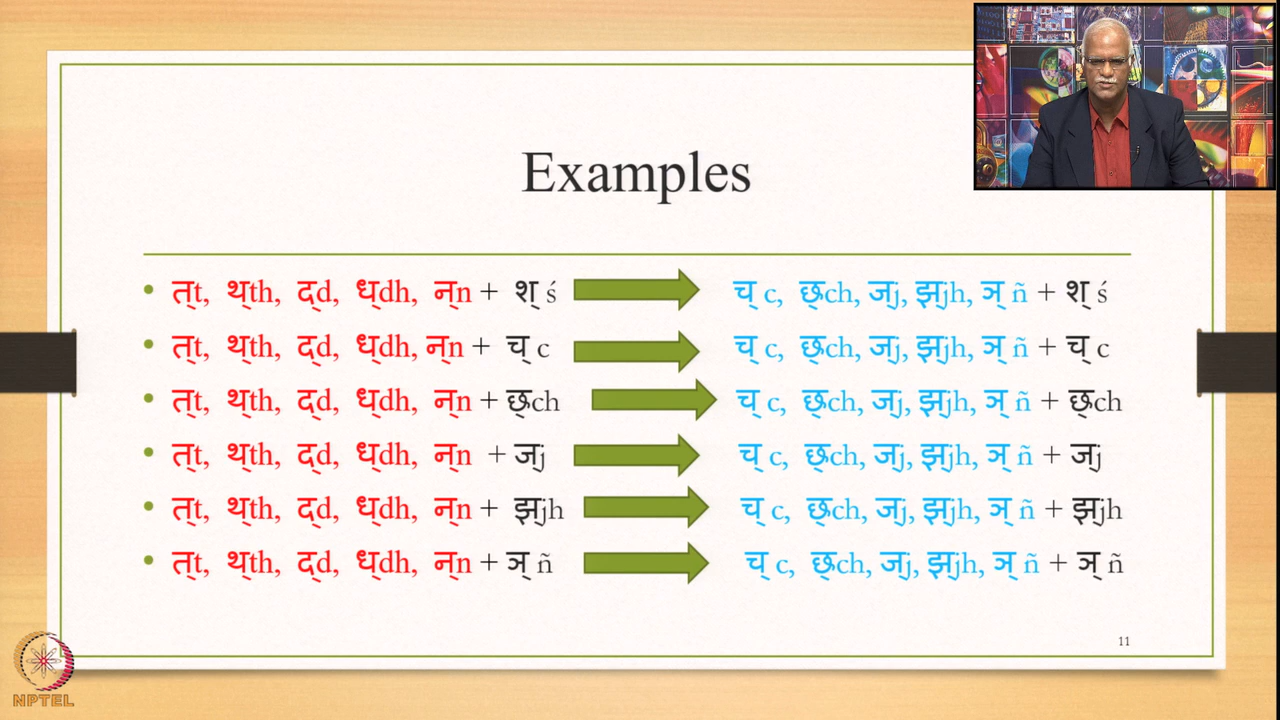 Examples
• त्t, थ्th, द्d, ध्dh, न्n + श् ś च् c, छ्ch, ज्j, झ्jh, ञ् ñ + श् ś
• त्t, थ्th, द्d, ध्dh, न्n + च् c च् c, छ्ch, ज्j, झ्jh, ञ् ñ + च् c
• त्t, थ्th, द्d, ध्dh, न्n + छ्ch च् c, छ्ch, ज्j, झ्jh, ञ् ñ + छ्ch
• त्t, थ्th, द्d, ध्dh, न्n + ज्j च् c, छ्ch, ज्j, झ्jh, ञ् ñ + ज्j
• त्t, थ्th, द्d, ध्dh, न्n + झ्jh च् c, छ्ch, ज्j, झ्jh, ञ् ñ + झ्jh
• त्t, थ्th, द्d, ध्dh, न्n + ञ् ñ च् c, छ्ch, ज्j, झ्jh, ञ् ñ + ञ् ñ
11
NPTEL